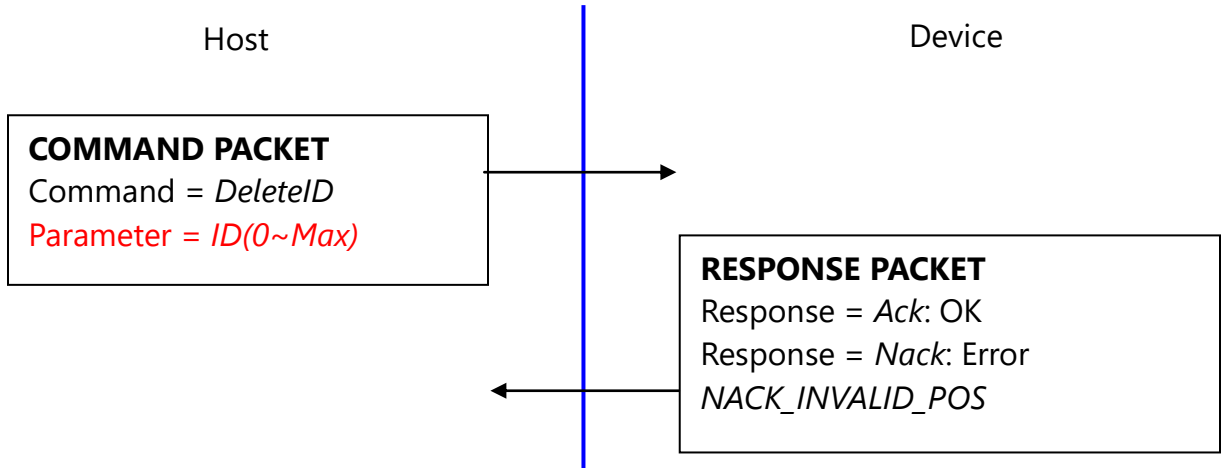 Host
Device
COMMAND PACKET
Command = DeleteID
Parameter = ID(0~Max)
RESPONSE PACKET
Response = Ack: OK
Response = Nack: Error
NACK_INVALID_POS